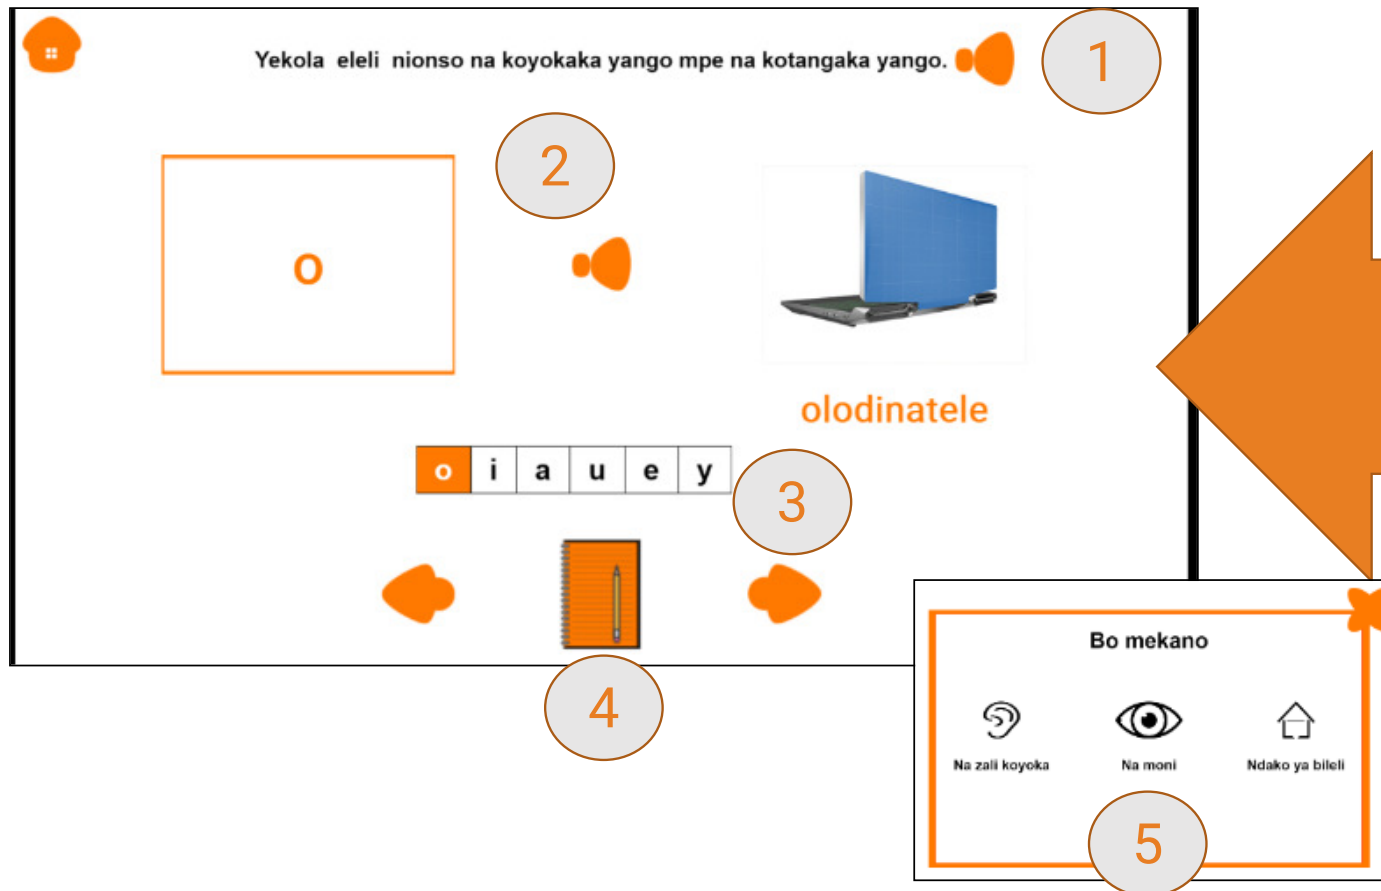 Yekola eleli nionso na koyokaka yango mpe na kotangaka yango.
1
2
o
olodinatele
o i a u e y
3
4
Bo mekano
Na zali koyoka
Na moni
Ndako ya bileli
5